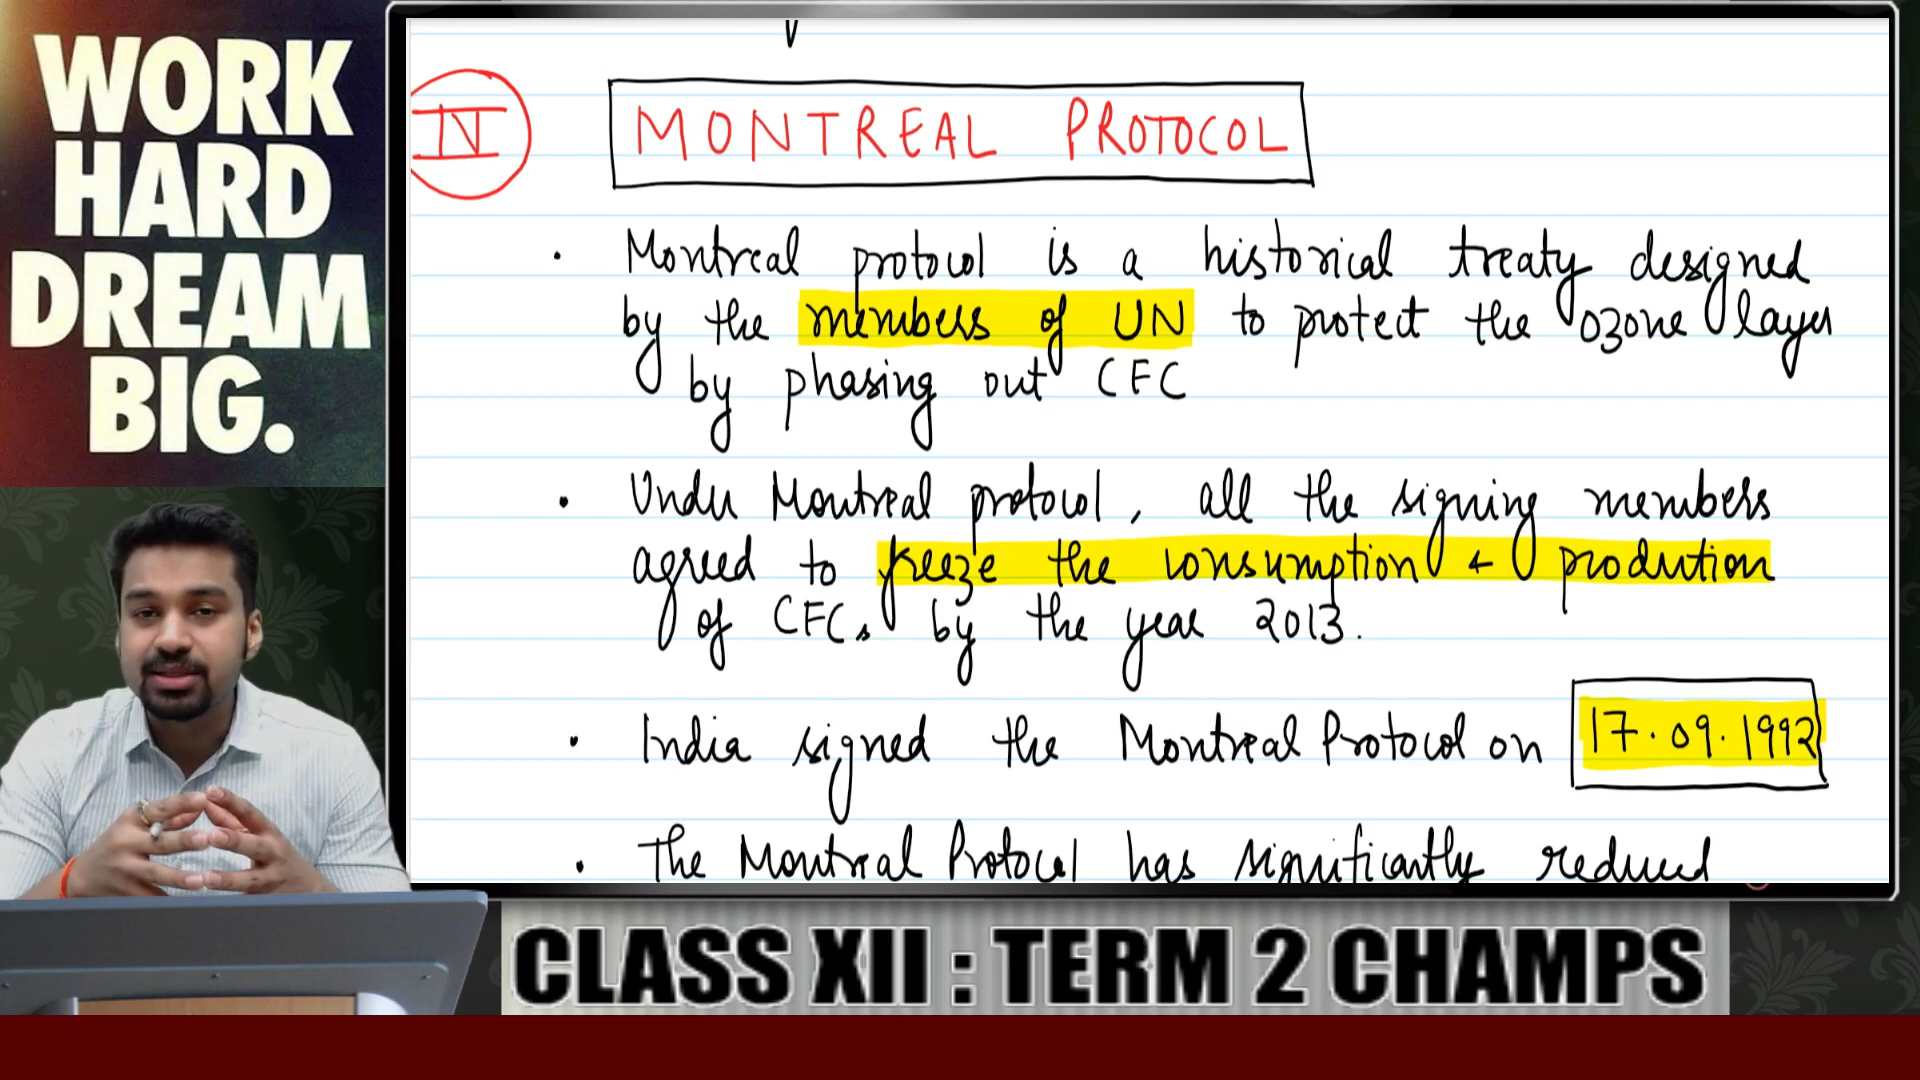 WORK
HARD
DREAM
BIG.
IV
MONTREAL PROTOCOL
• Montreal protocol is a historical treaty designed
by the members of UN to protect the ozone layer
by phasing out CFC
• Under Montreal protocol, all the signing members
agreed to freeze the consumption & prodution
of CFCs by the year 2013.
• India signed the Montreal Protocol on 17.09.1992
• The Montreal Protocol has significantly reduced
CLASS XII : TERM 2 CHAMPS